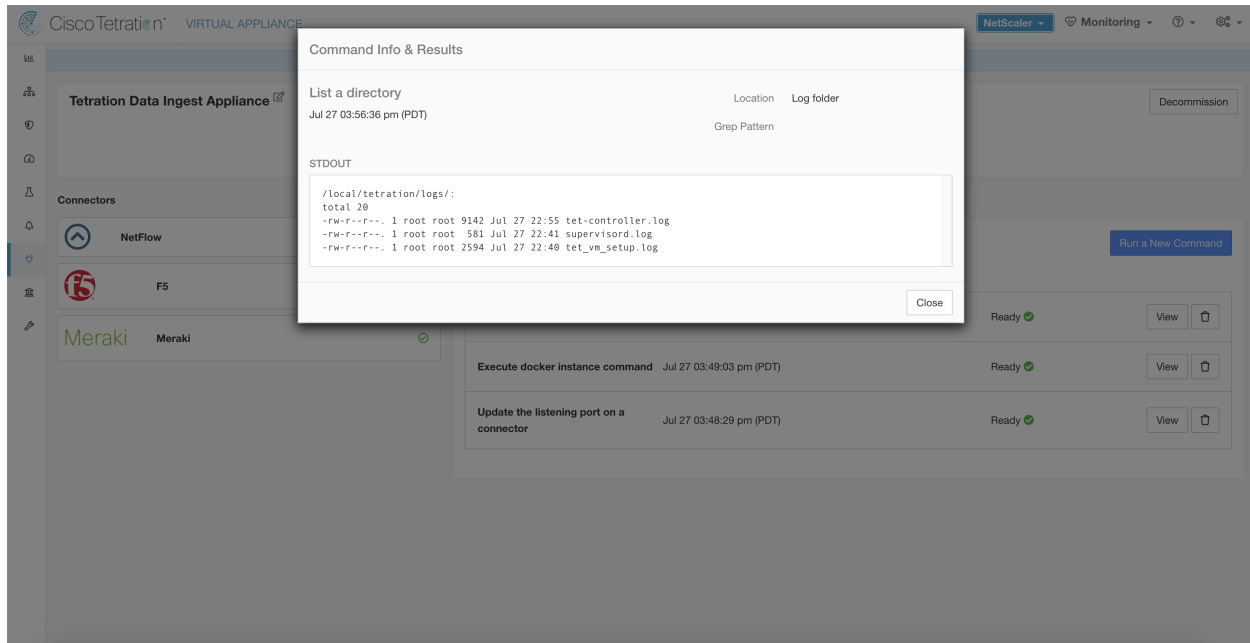 Cisco Tetration™ VIRTUAL APPLIANCE
NetScaler
Monitoring
Command Info & Results
List a directory
Jul 27 03:56:36 pm (PDT)
Location Log folder
Grep Pattern
STDOUT
/local/tetration/logs/:
total 20
-rw-r--r--. 1 root root 9142 Jul 27 22:55 tet-controller.log
-rw-r--r--. 1 root root  581 Jul 27 22:41 supervisord.log
-rw-r--r--. 1 root root 2594 Jul 27 22:40 tet_vm_setup.log
Close
Tetration Data Ingest Appliance
Decommission
Connectors
NetFlow
f5 F5
Meraki Meraki
Run a New Command
Ready View
Execute docker instance command Jul 27 03:49:03 pm (PDT) Ready View
Update the listening port on a
connector
Jul 27 03:48:29 pm (PDT) Ready View